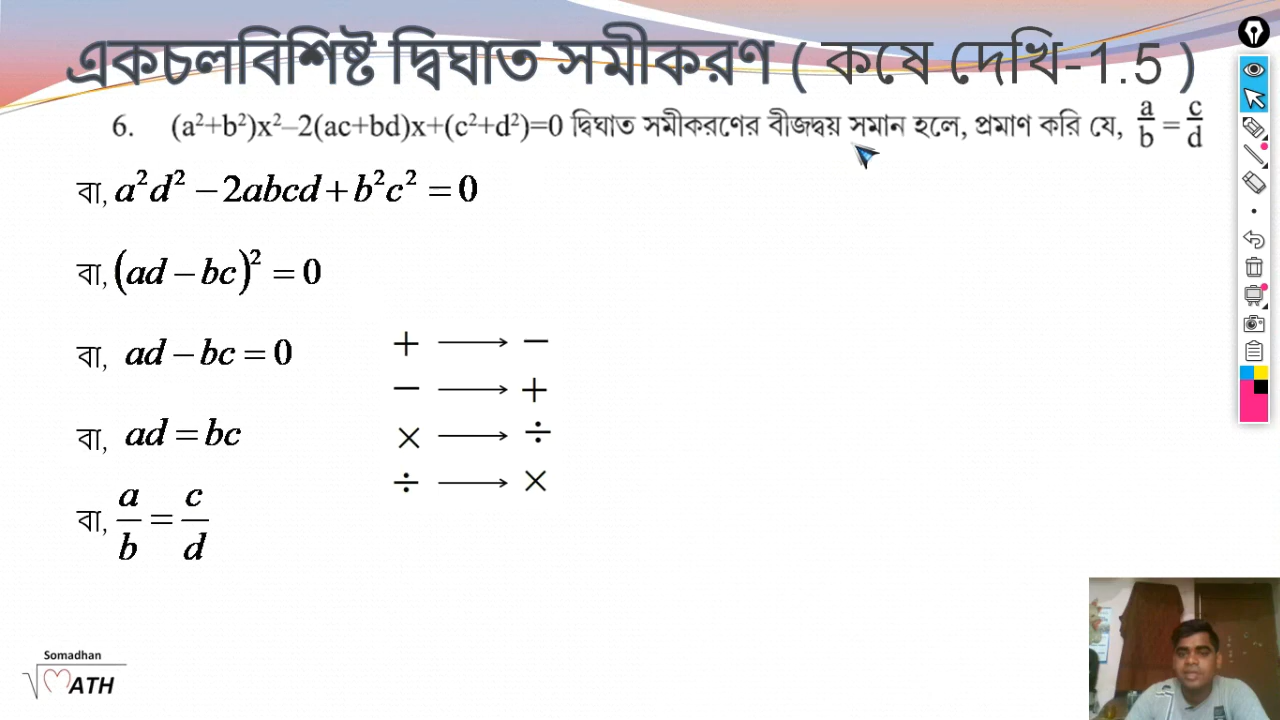 একচলবিশিষ্ট দ্বিঘাত সমীকরণ ( কষে দেখি-1.5 )
6. (a²+b²)x²–2(ac+bd)x+(c²+d²)=0 দ্বিঘাত সমীকরণের বীজদ্বয় সমান হলে, প্রমাণ করি যে, a/b = c/d
বা, a²d² − 2abcd + b²c² = 0
বা, (ad − bc)² = 0
বা, ad − bc = 0
বা, ad = bc
বা, a/b = c/d
+ ⟶ −
− ⟶ +
× ⟶ ÷
÷ ⟶ ×
Somadhan
√MATH